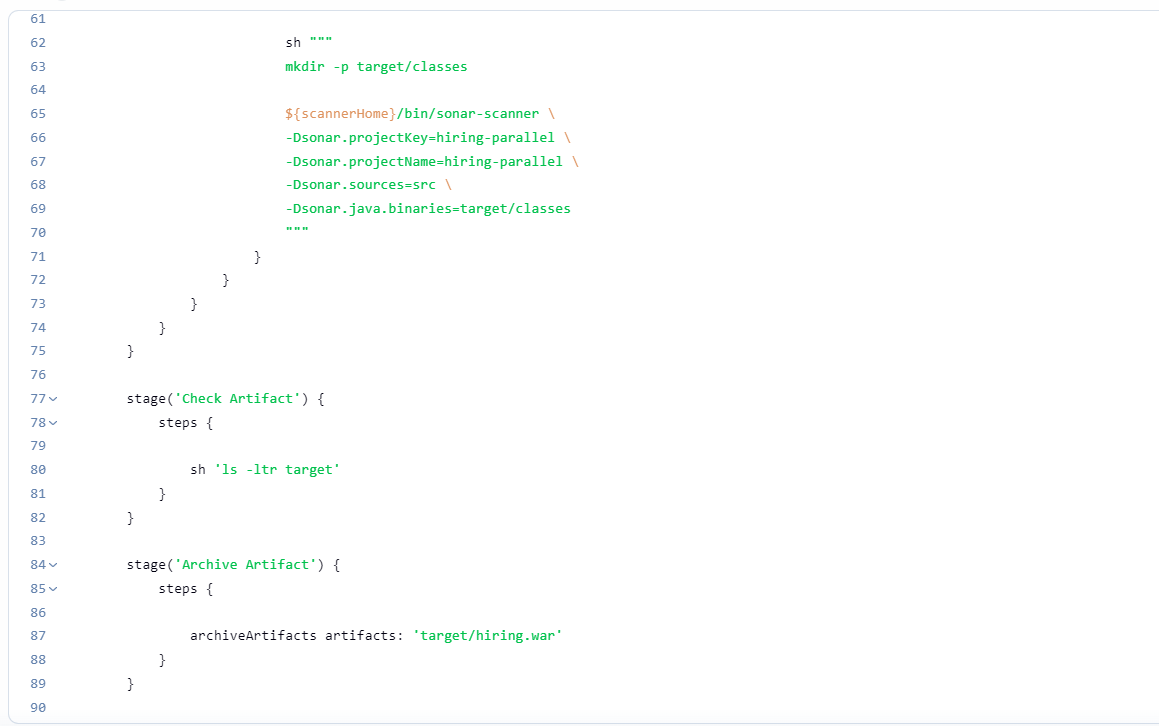 61
62                              sh """
63                              mkdir -p target/classes
64
65                              ${scannerHome}/bin/sonar-scanner \
66                              -Dsonar.projectKey=hiring-parallel \
67                              -Dsonar.projectName=hiring-parallel \
68                              -Dsonar.sources=src \
69                              -Dsonar.java.binaries=target/classes
70                              """
71                          }
72                      }
73                  }
74              }
75          }
76
77          stage('Check Artifact') {
78              steps {
79
80                  sh 'ls -ltr target'
81              }
82          }
83
84          stage('Archive Artifact') {
85              steps {
86
87                  archiveArtifacts artifacts: 'target/hiring.war'
88              }
89          }
90